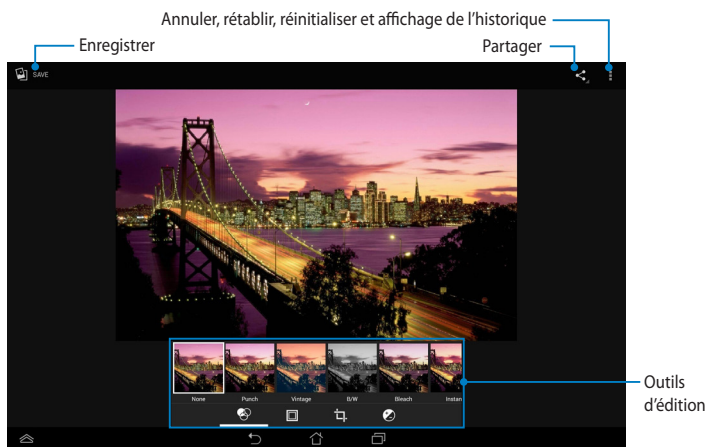 Annuler, rétablir, réinitialiser et affichage de l'historique
Enregistrer
Partager
SAVE
None
Punch
Vintage
B/W
Bleach
Instan
Outils
d'édition